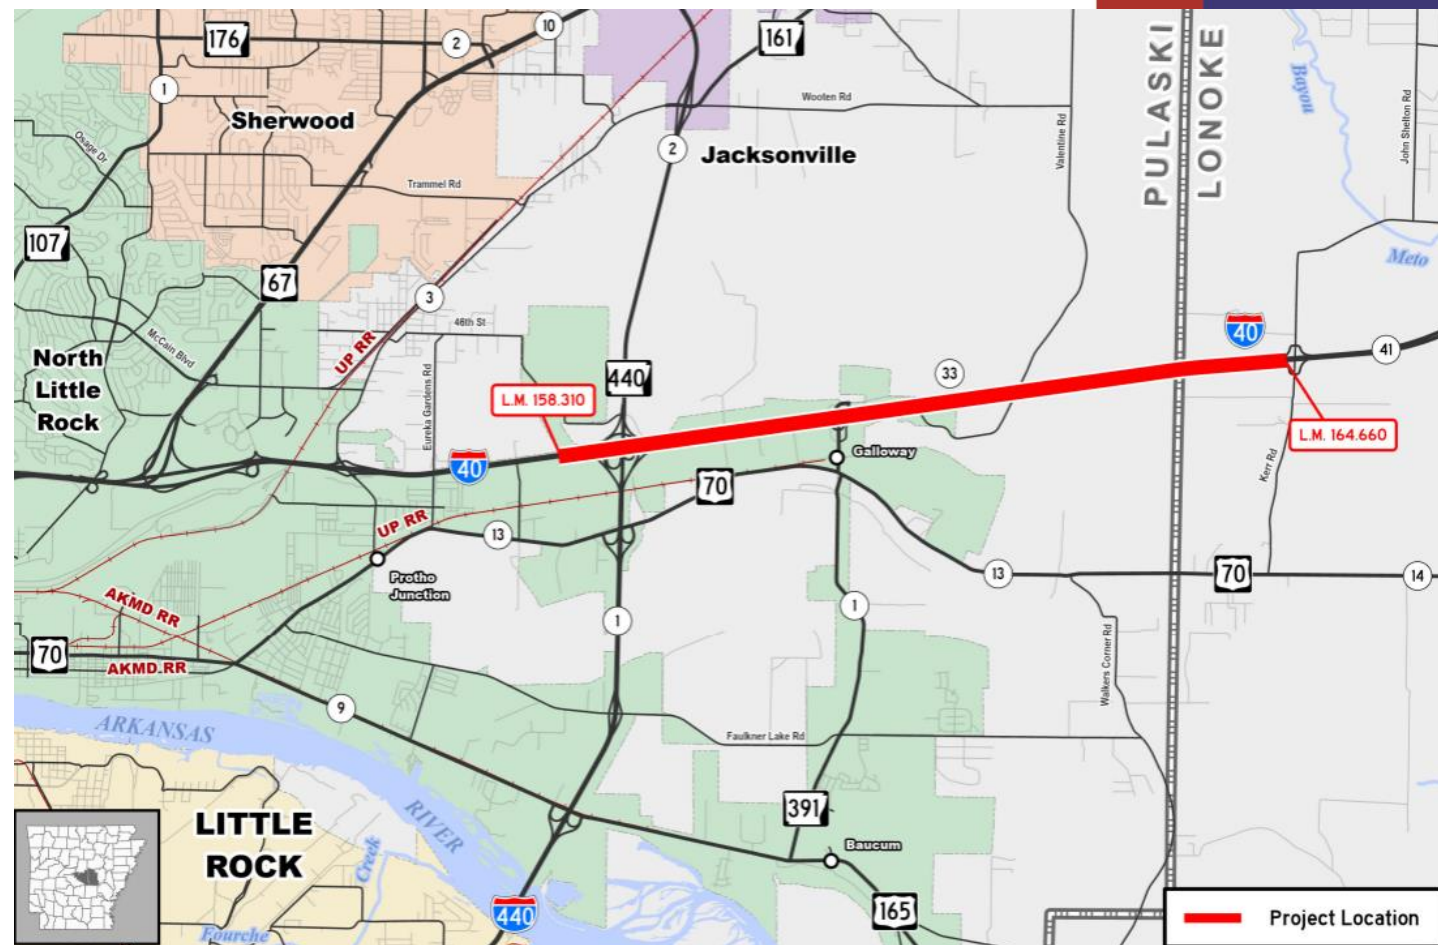 176
2
10
161
1
Sherwood
Wooten Rd
PULASKI
LONOKE
Bayou
John Shelton Rd
Osage Dr
2
Jacksonville
Valentine Rd
Trammel Rd
107
67
Meto
3
46th St
McCain Blvd
UP RR
40
North
Little
Rock
Eureka Gardens Rd
440
33
41
L.M. 158.310
L.M. 164.660
40
Galloway
Kerr Rd
70
UP RR
13
Protho
Junction
13
70
14
AKMD RR
1
1
70
AKMD RR
Walkers Corner Rd
9
ARKANSAS
RIVER
Faulkner Lake Rd
LITTLE
ROCK
391
Creek
Baucum
440
165
Fourche
Project Location